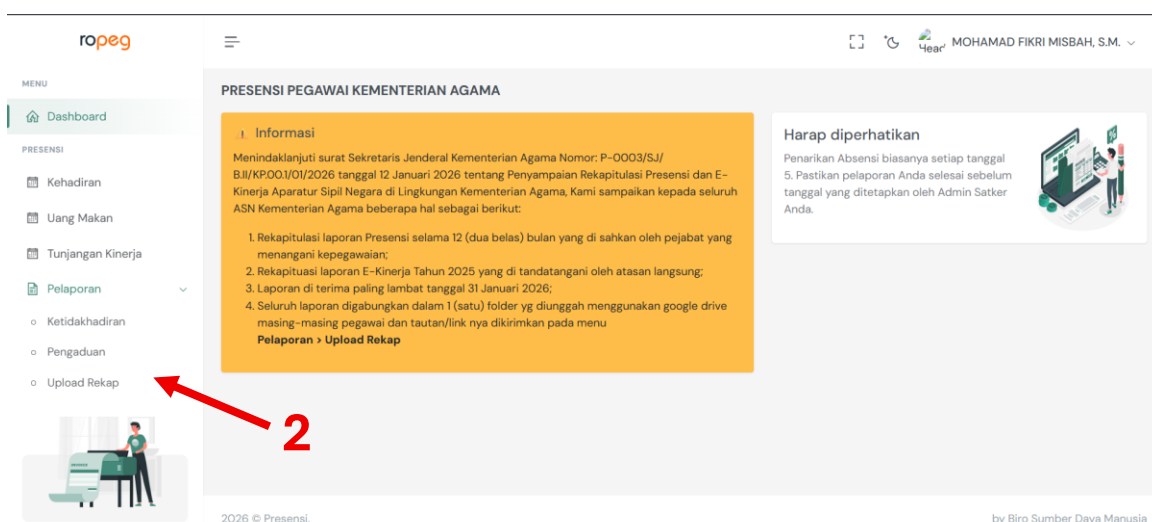 ropeg
MOHAMAD FIKRI MISBAH, S.M.
MENU
Dashboard
PRESENSI
Kehadiran
Uang Makan
Tunjangan Kinerja
Pelaporan
Ketidakhadiran
Pengaduan
Upload Rekap
PRESENSI PEGAWAI KEMENTERIAN AGAMA
Informasi
Menindaklanjuti surat Sekretaris Jenderal Kementerian Agama Nomor: P-0003/SJ/
B.II/KP.00.1/01/2026 tanggal 12 Januari 2026 tentang Penyampaian Rekapitulasi Presensi dan E-
Kinerja Aparatur Sipil Negara di Lingkungan Kementerian Agama, Kami sampaikan kepada seluruh
ASN Kementerian Agama beberapa hal sebagai berikut:
1. Rekapitulasi laporan Presensi selama 12 (dua belas) bulan yang di sahkan oleh pejabat yang
menangani kepegawaian;
2. Rekapituasi laporan E-Kinerja Tahun 2025 yang di tandatangani oleh atasan langsung;
3. Laporan di terima paling lambat tanggal 31 Januari 2026;
4. Seluruh laporan digabungkan dalam 1 (satu) folder yg diunggah menggunakan google drive
masing-masing pegawai dan tautan/link nya dikirimkan pada menu
Pelaporan > Upload Rekap
Harap diperhatikan
Penarikan Absensi biasanya setiap tanggal
5. Pastikan pelaporan Anda selesai sebelum
tanggal yang ditetapkan oleh Admin Satker
Anda.
2
2026 © Presensi.
by Biro Sumber Daya Manusia